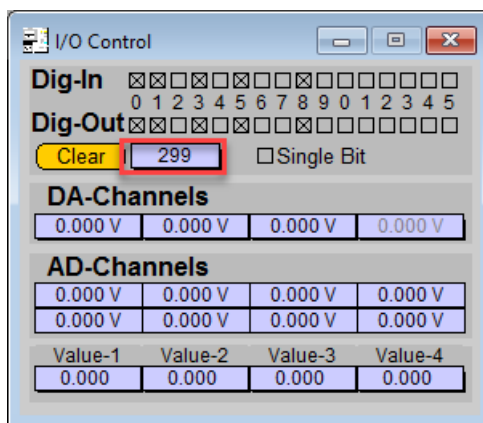 I/O Control
Dig-In
0 1 2 3 4 5 6 7 8 9 0 1 2 3 4 5
Dig-Out
Clear 299 Single Bit
DA-Channels
0.000 V 0.000 V 0.000 V 0.000 V
AD-Channels
0.000 V 0.000 V 0.000 V 0.000 V
0.000 V 0.000 V 0.000 V 0.000 V
Value-1 Value-2 Value-3 Value-4
0.000 0.000 0.000 0.000